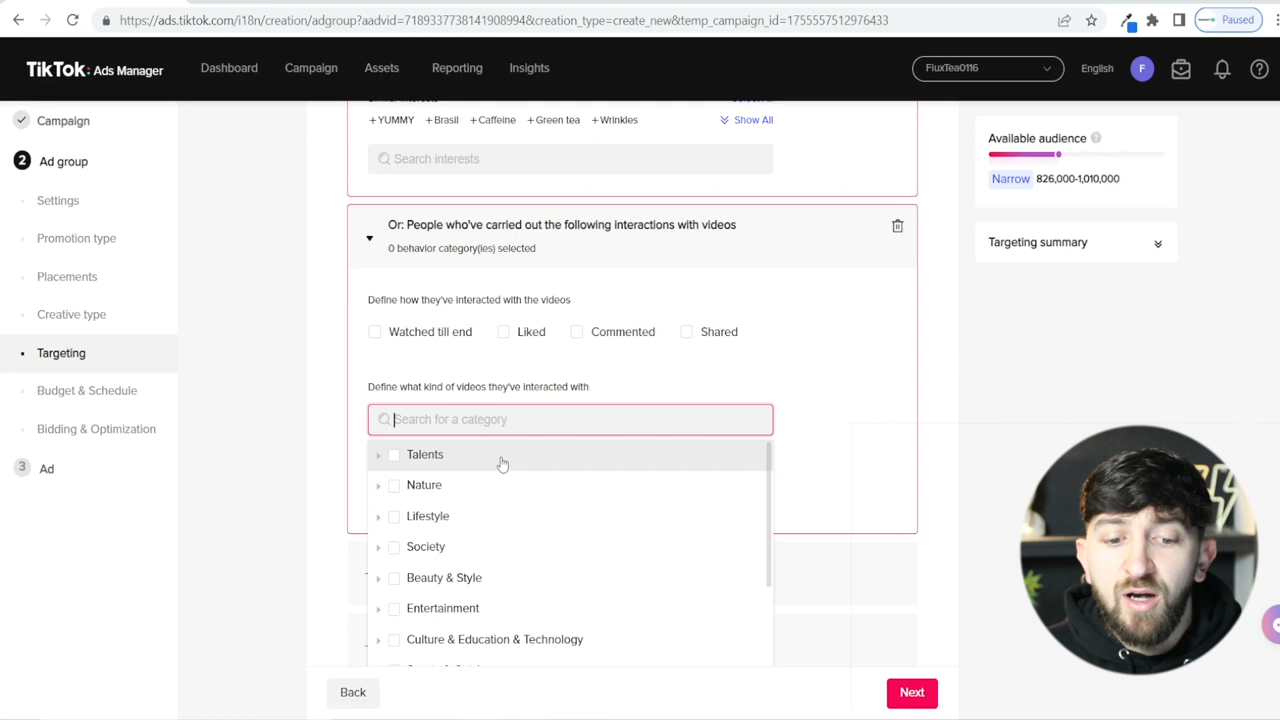 https://ads.tiktok.com/i18n/creation/adgroup?aadvid=7189337738141908994&creation_type=create_new&temp_campaign_id=1755557512976433
Paused
TikTok: Ads Manager
Dashboard
Campaign
Assets
Reporting
Insights
FluxTea0116
English
F
Campaign
2 Ad group
Settings
Promotion type
Placements
Creative type
Targeting
Budget & Schedule
Bidding & Optimization
3 Ad
+YUMMY +Brasil +Caffeine +Green tea +Wrinkles
Show All
Search interests
Or: People who've carried out the following interactions with videos
0 behavior category(ies) selected
Define how they've interacted with the videos
Watched till end Liked Commented Shared
Define what kind of videos they've interacted with
Search for a category
Talents
Nature
Lifestyle
Society
Beauty & Style
Entertainment
Culture & Education & Technology
Back
Next
Available audience
Narrow 826,000-1,010,000
Targeting summary